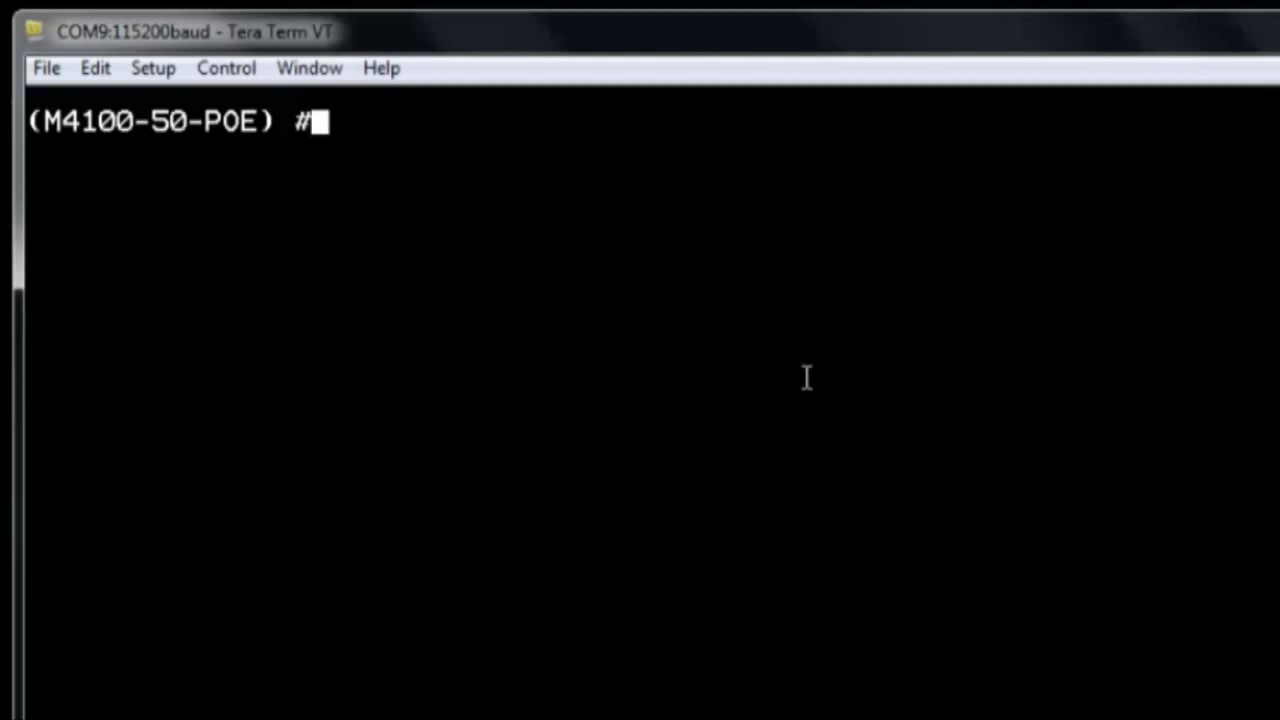 COM9:115200baud - Tera Term VT
File Edit Setup Control Window Help
(M4100-50-POE) #